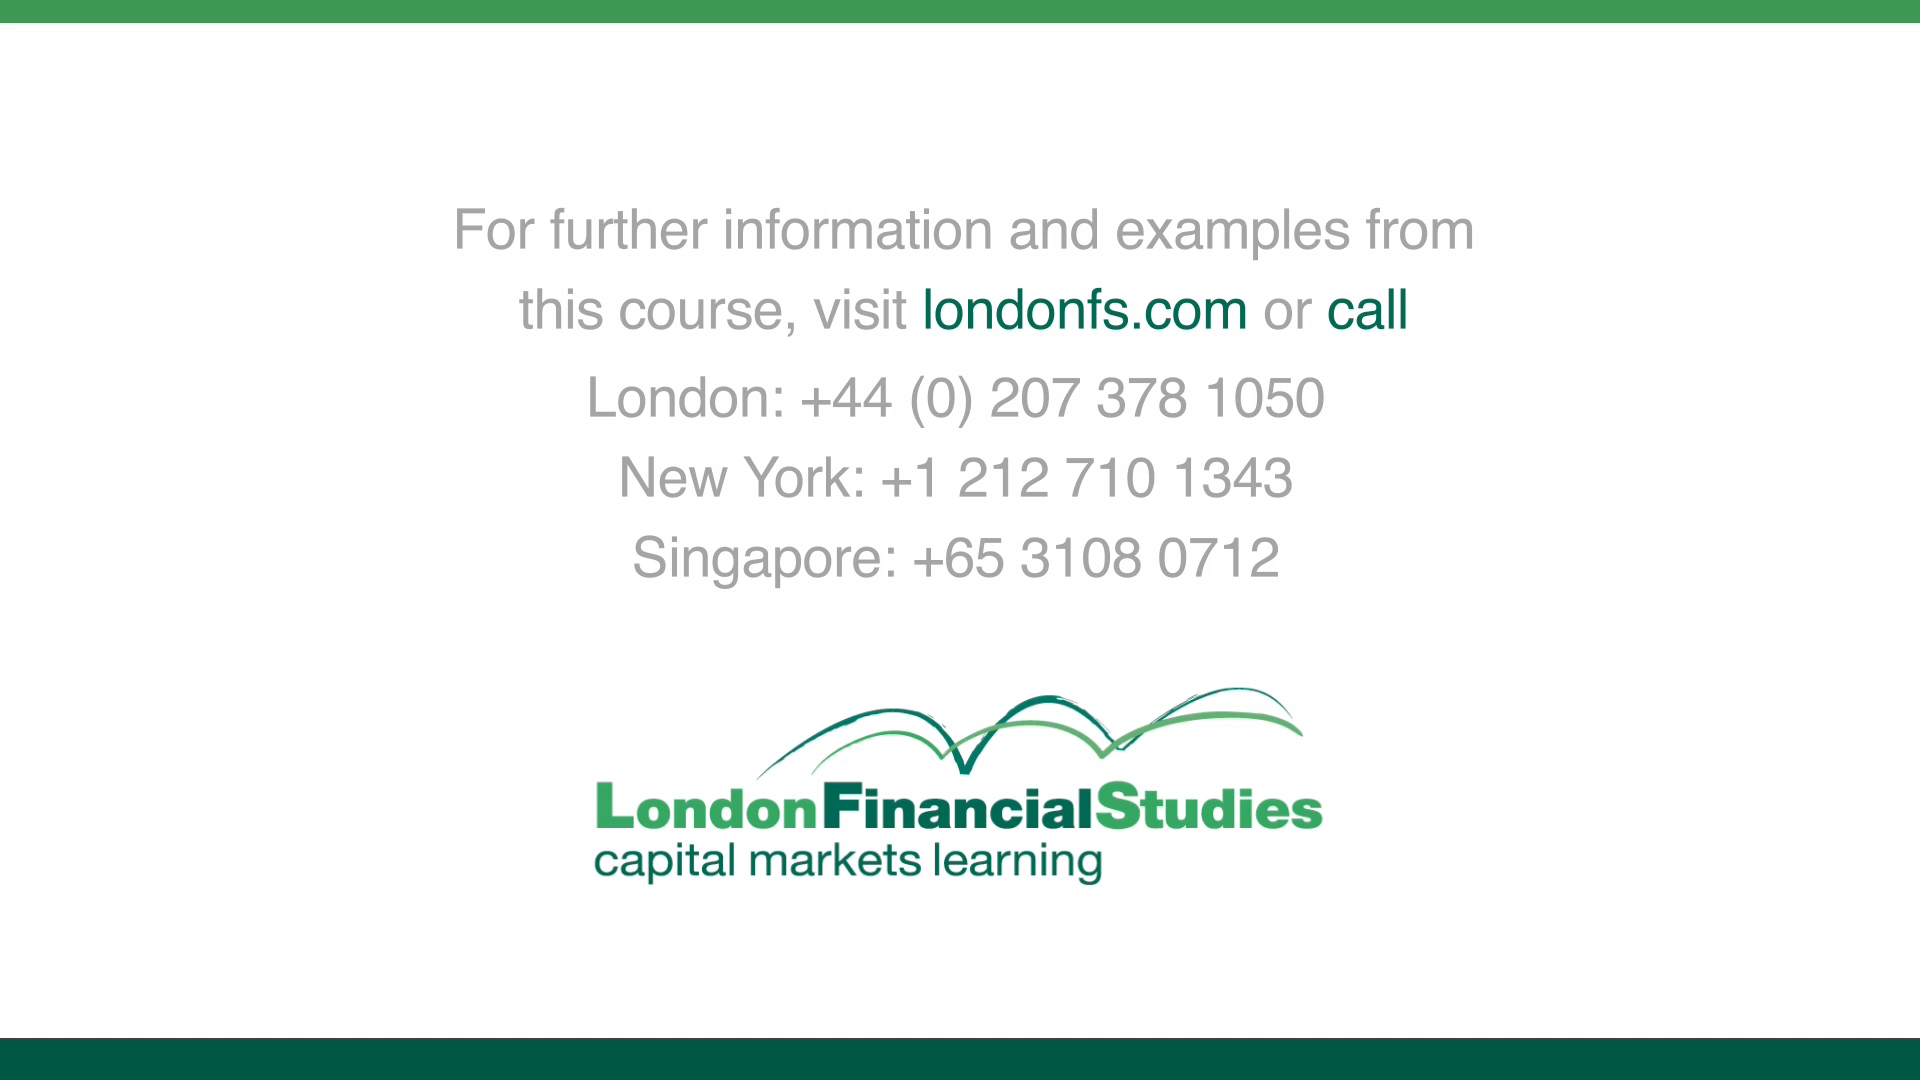 For further information and examples from
this course, visit londonfs.com or call
London: +44 (0) 207 378 1050
New York: +1 212 710 1343
Singapore: +65 3108 0712
LondonFinancialStudies
capital markets learning